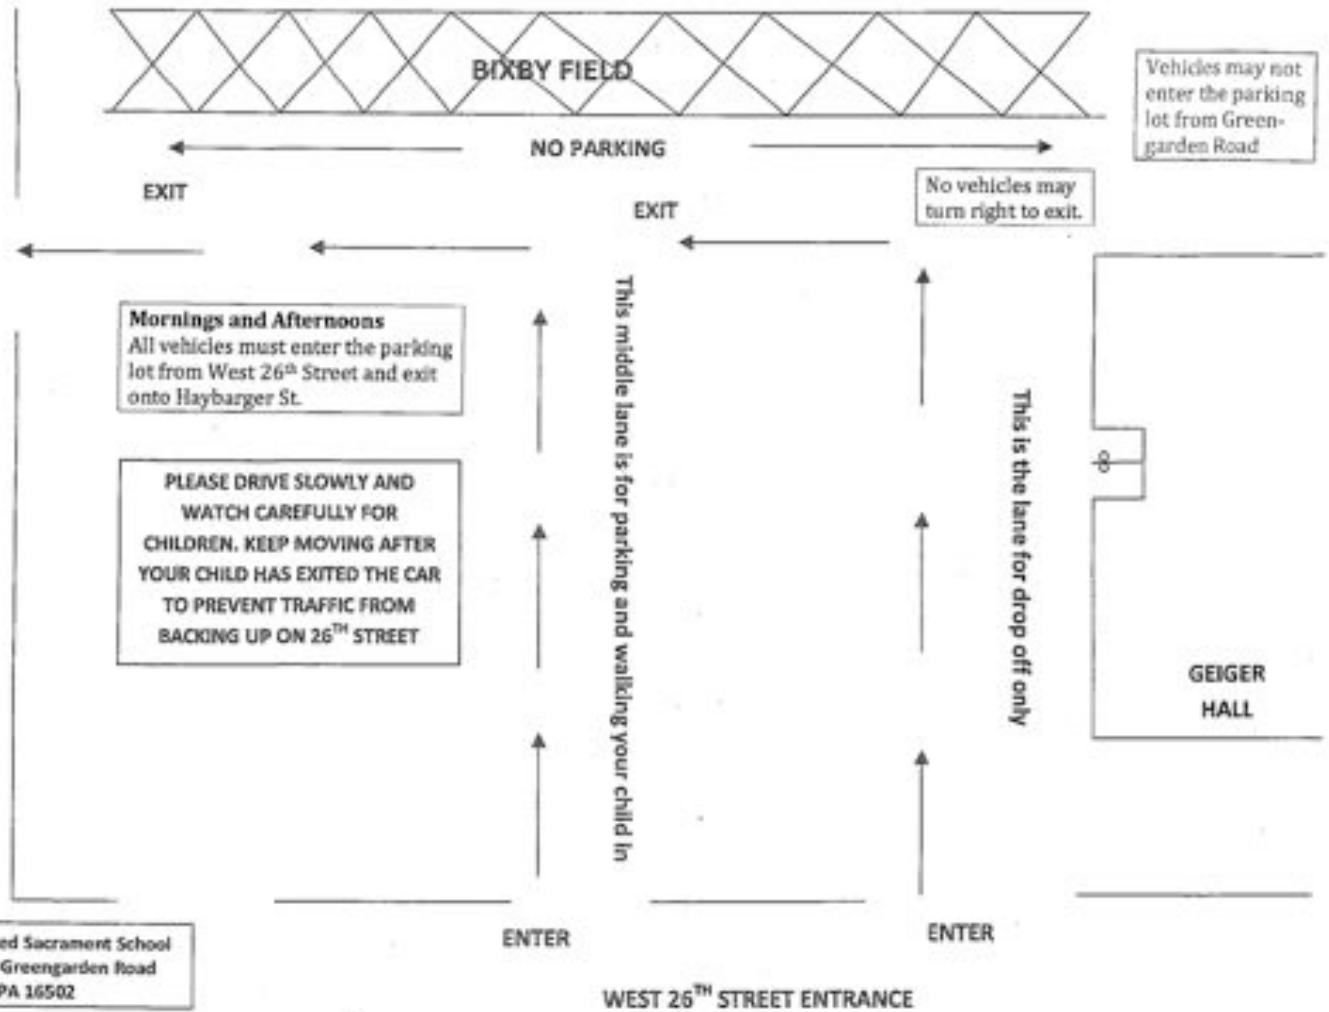 BIXBY FIELD
Vehicles may not
enter the parking
lot from Green-
garden Road
NO PARKING
EXIT
EXIT
No vehicles may
turn right to exit.
Mornings and Afternoons
All vehicles must enter the parking
lot from West 26th Street and exit
onto Haybarger St.
This middle lane is for parking and walking your child in
This is the lane for drop off only
PLEASE DRIVE SLOWLY AND
WATCH CAREFULLY FOR
CHILDREN. KEEP MOVING AFTER
YOUR CHILD HAS EXITED THE CAR
TO PREVENT TRAFFIC FROM
BACKING UP ON 26TH STREET
GEIGER
HALL
ed Sacrament School
Greengarden Road
PA 16502
ENTER
ENTER
WEST 26TH STREET ENTRANCE